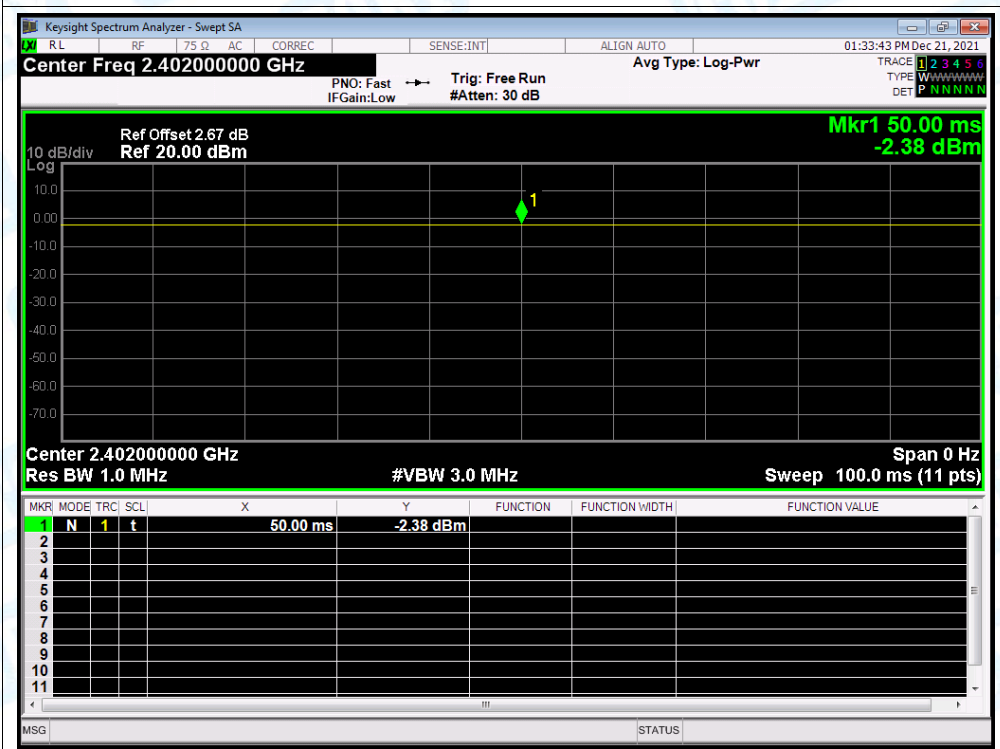 Keysight Spectrum Analyzer - Swept SA
LXI RL RF 75 Ω AC CORREC SENSE:INT ALIGN AUTO 01:33:43 PM Dec 21, 2021
Center Freq 2.402000000 GHz
PNO: Fast
IFGain:Low
Trig: Free Run
#Atten: 30 dB
Avg Type: Log-Pwr
TRACE 1 2 3 4 5 6
TYPE WWWWWW
DET P N N N N N
Ref Offset 2.67 dB
Ref 20.00 dBm
10 dB/div
Log
Mkr1 50.00 ms
-2.38 dBm
1
10.0
0.00
-10.0
-20.0
-30.0
-40.0
-50.0
-60.0
-70.0
Center 2.402000000 GHz Span 0 Hz
Res BW 1.0 MHz #VBW 3.0 MHz Sweep 100.0 ms (11 pts)
MKR MODE TRC SCL X Y FUNCTION FUNCTION WIDTH FUNCTION VALUE
1 N 1 t 50.00 ms -2.38 dBm
2
3
4
5
6
7
8
9
10
11
MSG STATUS